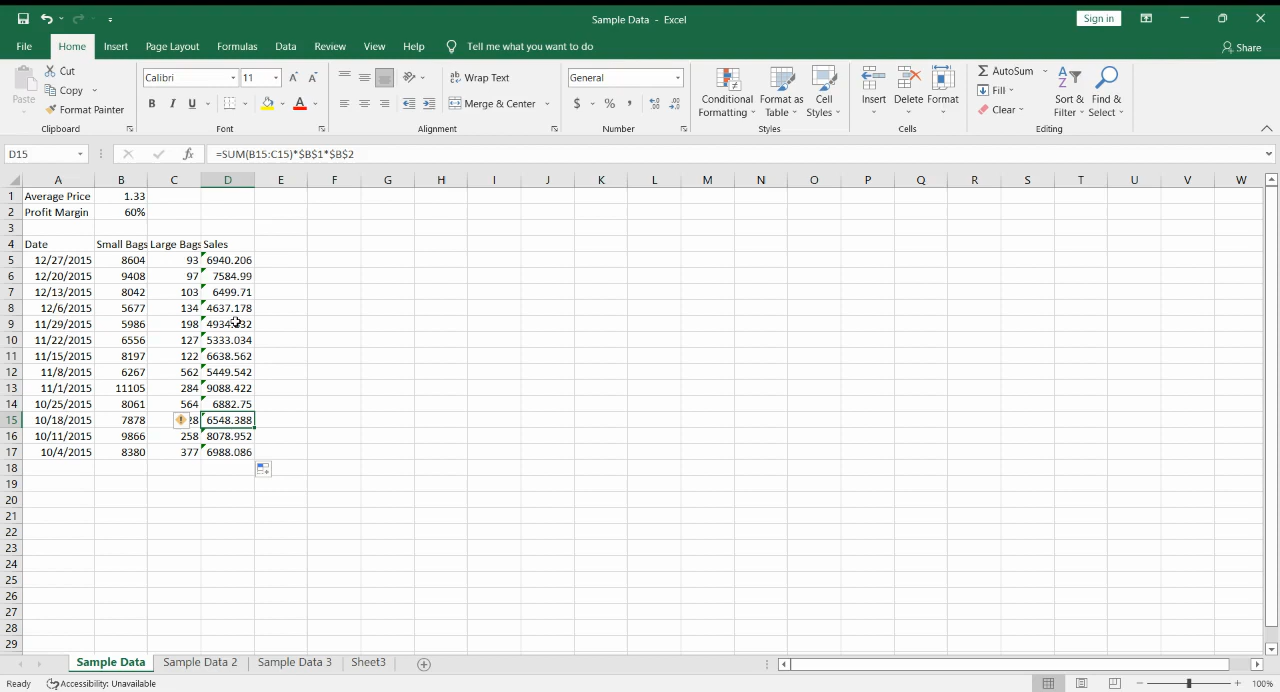 Sample Data - Excel
Sign in
File Home Insert Page Layout Formulas Data Review View Help Tell me what you want to do Share
Paste Cut Copy Format Painter
Calibri 11
B I U A
Wrap Text
Merge & Center
General
$ % ,
Conditional Formatting
Format as Table
Cell Styles
Insert Delete Format
AutoSum
Fill
Clear
Sort & Filter
Find & Select
Clipboard Font Alignment Number Styles Cells Editing
D15 fx =SUM(B15:C15)*$B$1*$B$2
A B C D E F G H I J K L M N O P Q R S T U V W
1 Average Price 1.33
2 Profit Margin 60%
3
4 Date Small Bags Large Bags Sales
5 12/27/2015 8604 93 6940.206
6 12/20/2015 9408 97 7584.99
7 12/13/2015 8042 103 6499.71
8 12/6/2015 5677 134 4637.178
9 11/29/2015 5986 198
10 11/22/2015 6556 127 5333.034
11 11/15/2015 8197 122 6638.562
12 11/8/2015 6267 562 5449.542
13 11/1/2015 11105 284 9088.422
14 10/25/2015 8061 564 6882.75
15 10/18/2015 7878 28 6548.388
16 10/11/2015 9866 258 8078.952
17 10/4/2015 8380 377 6988.086
18
19
20
21
22
23
24
25
26
27
28
29
Sample Data Sample Data 2 Sample Data 3 Sheet3
Ready Accessibility: Unavailable 100%